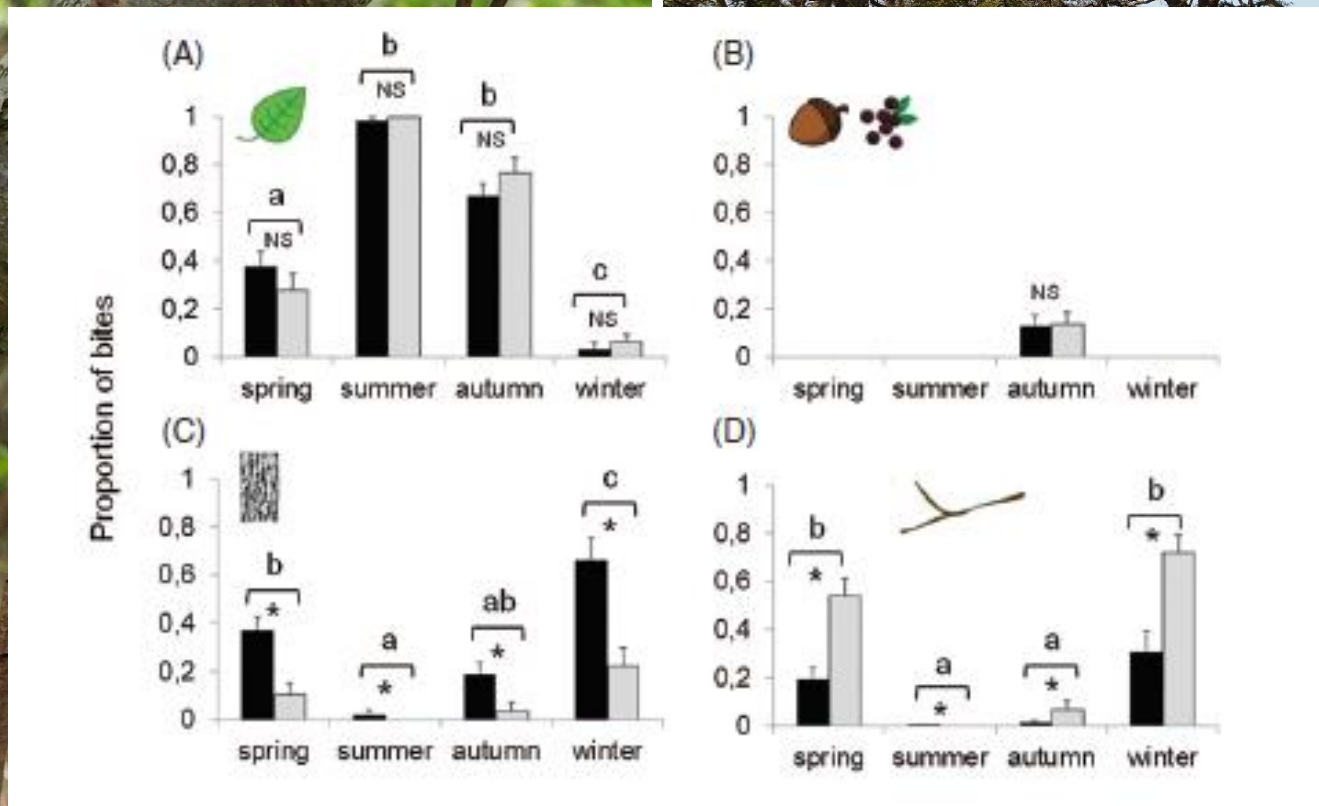 Proportion of bites
(A)
b
NS
b
NS
a
NS
c
NS
1
0,8
0,6
0,4
0,2
0
spring summer autumn winter
(B)
1
0,8
0,6
0,4
0,2
0
NS
spring summer autumn winter
(C)
1
0,8
0,6
0,4
0,2
0
b
*
a
*
ab
*
c
*
spring summer autumn winter
(D)
1
0,8
0,6
0,4
0,2
0
b
*
a
*
a
*
b
*
spring summer autumn winter